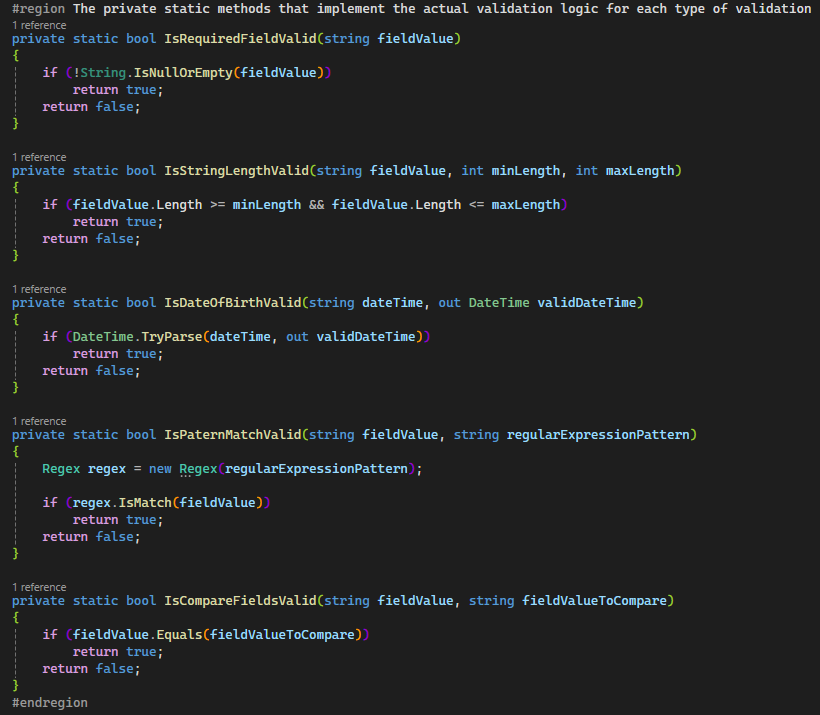 #region The private static methods that implement the actual validation logic for each type of validation
1 reference
private static bool IsRequiredFieldValid(string fieldValue)
{
if (!String.IsNullOrEmpty(fieldValue))
return true;
return false;
}
1 reference
private static bool IsStringLengthValid(string fieldValue, int minLength, int maxLength)
{
if (fieldValue.Length >= minLength && fieldValue.Length <= maxLength)
return true;
return false;
}
1 reference
private static bool IsDateOfBirthValid(string dateTime, out DateTime validDateTime)
{
if (DateTime.TryParse(dateTime, out validDateTime))
return true;
return false;
}
1 reference
private static bool IsPaternMatchValid(string fieldValue, string regularExpressionPattern)
{
Regex regex = new Regex(regularExpressionPattern);
if (regex.IsMatch(fieldValue))
return true;
return false;
}
1 reference
private static bool IsCompareFieldsValid(string fieldValue, string fieldValueToCompare)
{
if (fieldValue.Equals(fieldValueToCompare))
return true;
return false;
}
#endregion